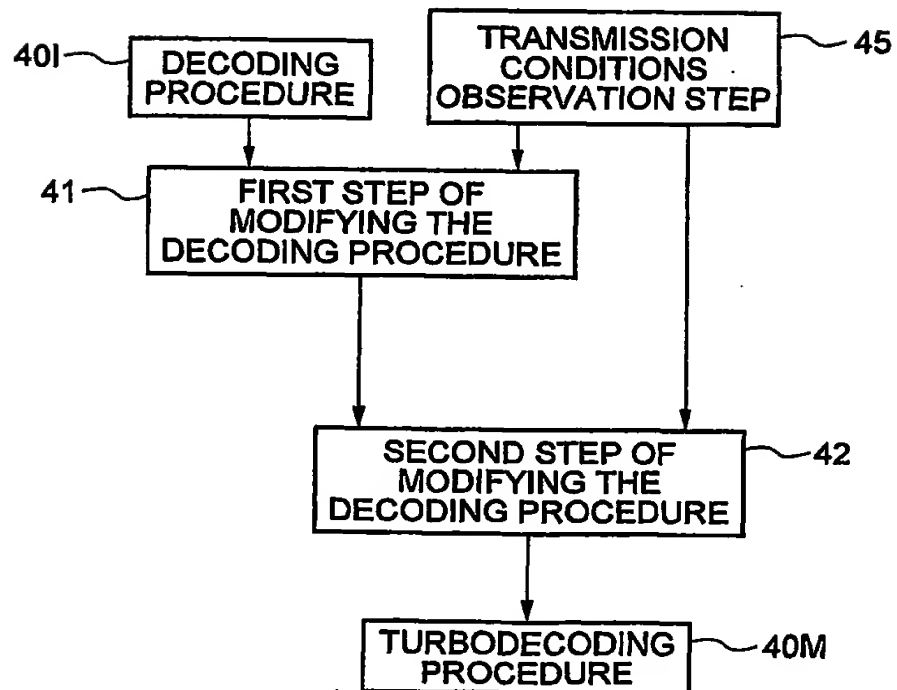 40I
DECODING
PROCEDURE
TRANSMISSION
CONDITIONS
OBSERVATION STEP
45
41
FIRST STEP OF
MODIFYING THE
DECODING PROCEDURE
SECOND STEP OF
MODIFYING THE
DECODING PROCEDURE
42
TURBODECODING
PROCEDURE
40M